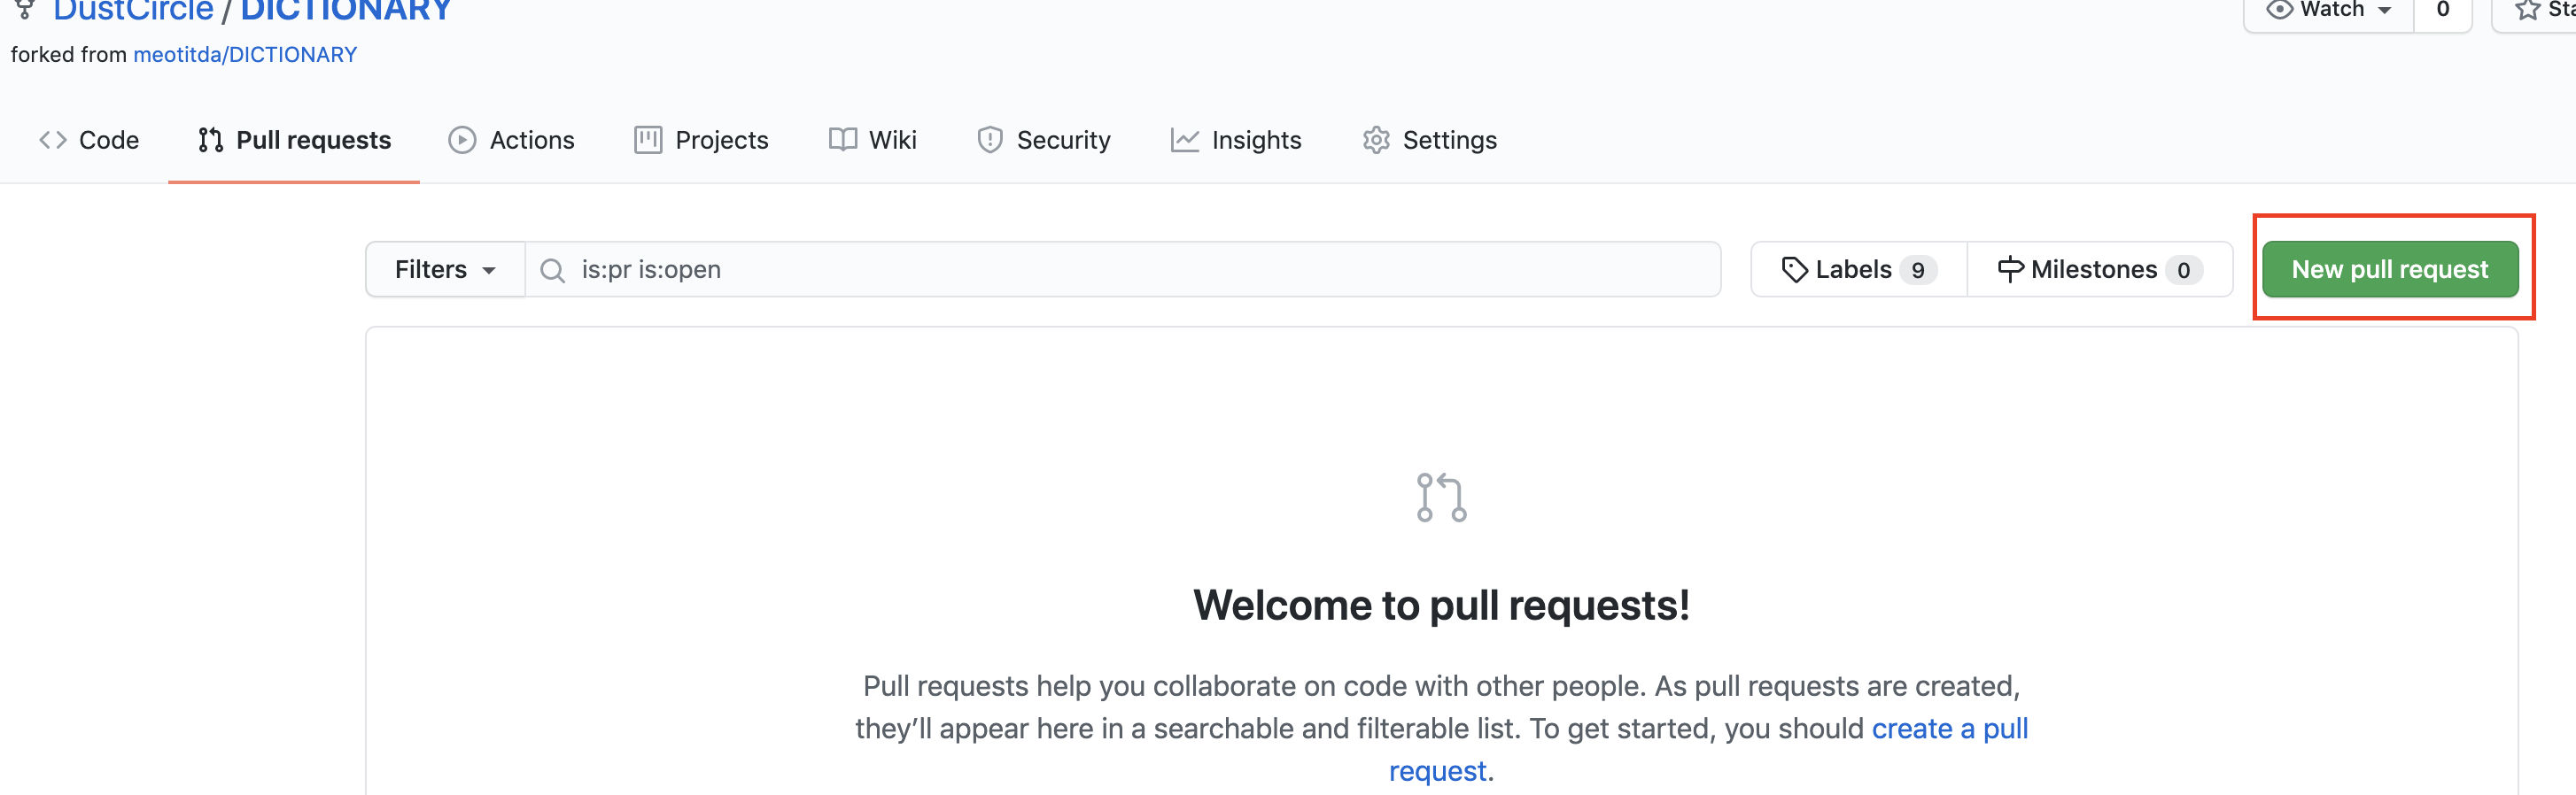 DustCircle / DICTIONARY
Watch 0
forked from meotitda/DICTIONARY
Code Pull requests Actions Projects Wiki Security Insights Settings
Filters is:pr is:open Labels 9 Milestones 0 New pull request
Welcome to pull requests!
Pull requests help you collaborate on code with other people. As pull requests are created,
they’ll appear here in a searchable and filterable list. To get started, you should create a pull
request.